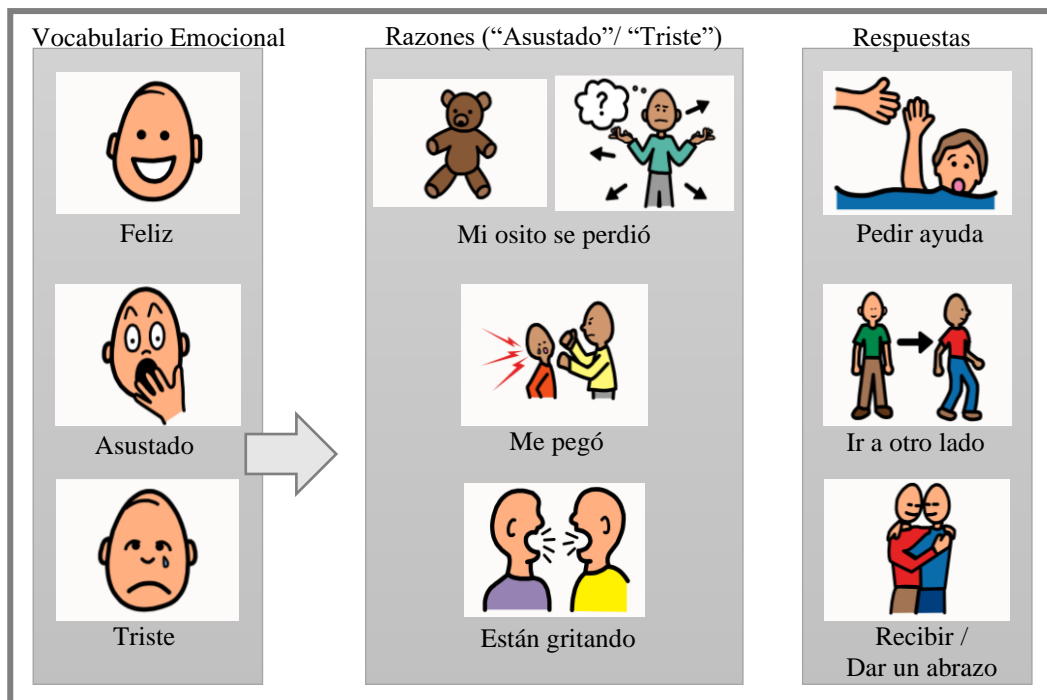 Vocabulario Emocional
Feliz
Asustado
Triste
Razones (“Asustado”/ “Triste”)
Mi osito se perdió
Me pegó
Están gritando
Respuestas
Pedir ayuda
Ir a otro lado
Recibir /
Dar un abrazo
?